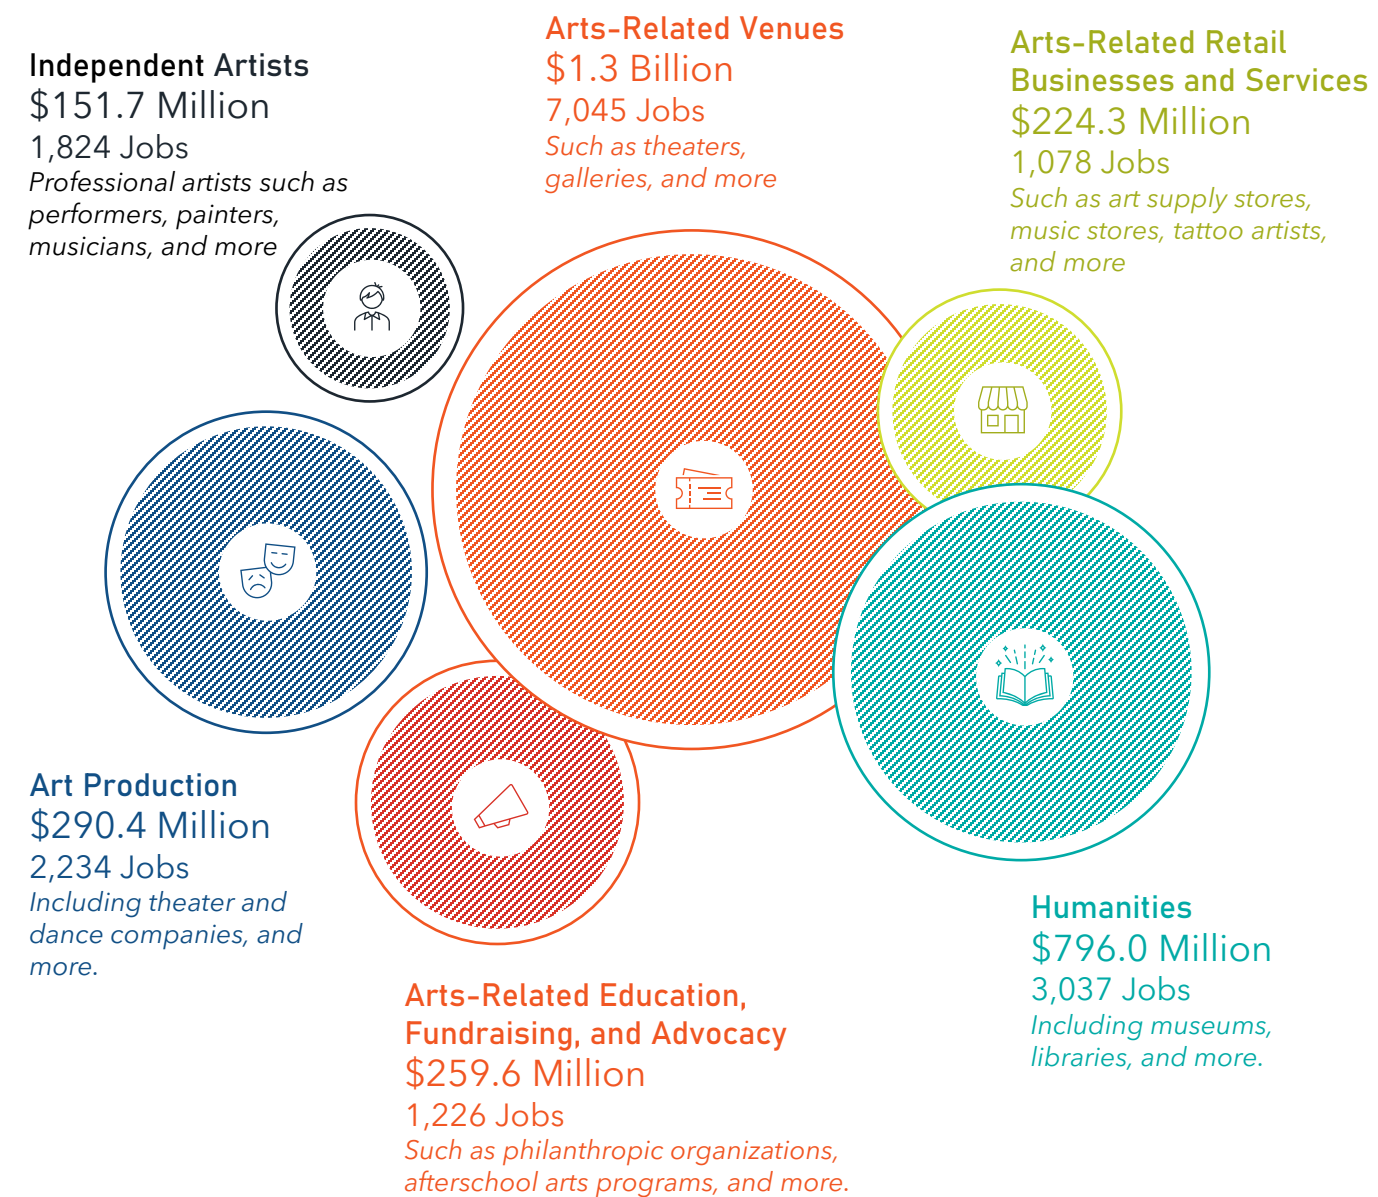 Independent Artists
$151.7 Million
1,824 Jobs
Professional artists such as
performers, painters,
musicians, and more
Arts-Related Venues
$1.3 Billion
7,045 Jobs
Such as theaters,
galleries, and more
Arts-Related Retail
Businesses and Services
$224.3 Million
1,078 Jobs
Such as art supply stores,
music stores, tattoo artists,
and more
Art Production
$290.4 Million
2,234 Jobs
Including theater and
dance companies, and
more.
Arts-Related Education,
Fundraising, and Advocacy
$259.6 Million
1,226 Jobs
Such as philanthropic organizations,
afterschool arts programs, and more.
Humanities
$796.0 Million
3,037 Jobs
Including museums,
libraries, and more.